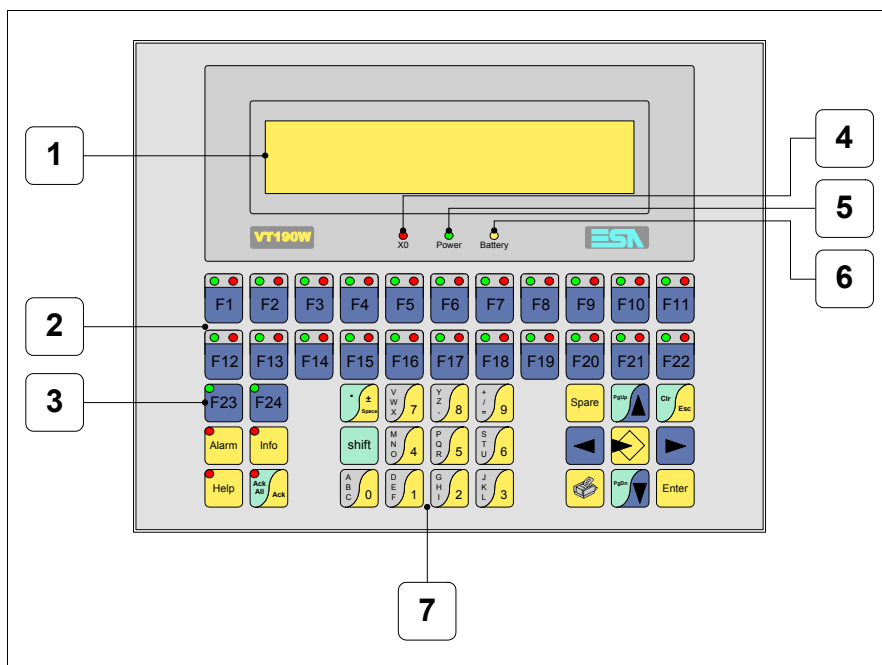 1
4
5
VT190W
X0 Power Battery
ESA
6
F1 F2 F3 F4 F5 F6 F7 F8 F9 F10 F11
2
F12 F13 F14 F15 F16 F17 F18 F19 F20 F21 F22
3
F23 F24 . ± Space V W X 7 Y Z - 8 + / = 9 Spare PgUp Clr Esc
Alarm Info shift M N O 4 P Q R 5 S T U 6
Help Ack All Ack A B C 0 D E F 1 G H I 2 J K L 3 PgDn Enter
7